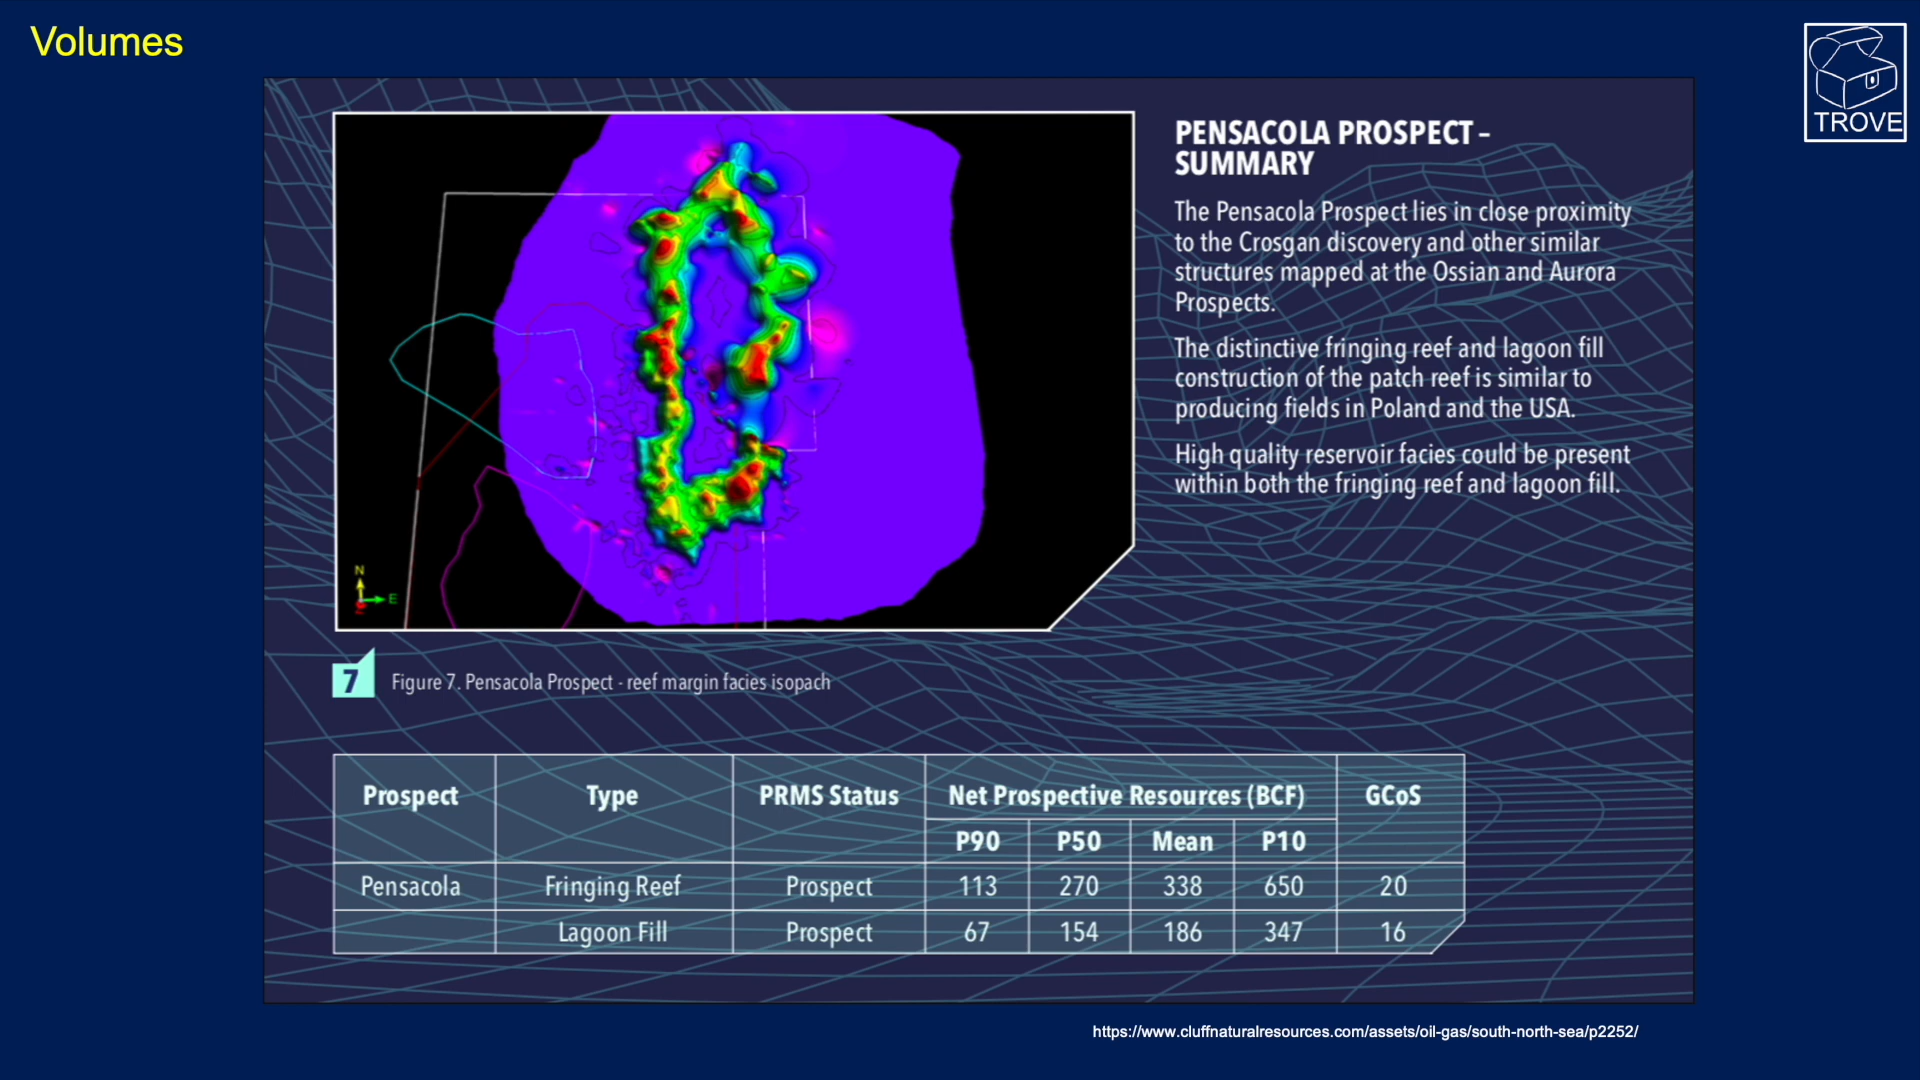 Volumes
TROVE
PENSACOLA PROSPECT –
SUMMARY
The Pensacola Prospect lies in close proximity
to the Crosgan discovery and other similar
structures mapped at the Ossian and Aurora
Prospects.
The distinctive fringing reef and lagoon fill
construction of the patch reef is similar to
producing fields in Poland and the USA.
High quality reservoir facies could be present
within both the fringing reef and lagoon fill.
N
E
7 Figure 7. Pensacola Prospect - reef margin facies isopach
Prospect Type PRMS Status Net Prospective Resources (BCF) GCoS
P90 P50 Mean P10
Pensacola Fringing Reef Prospect 113 270 338 650 20
Lagoon Fill Prospect 67 154 186 347 16
https://www.cluffnaturalresources.com/assets/oil-gas/south-north-sea/p2252/